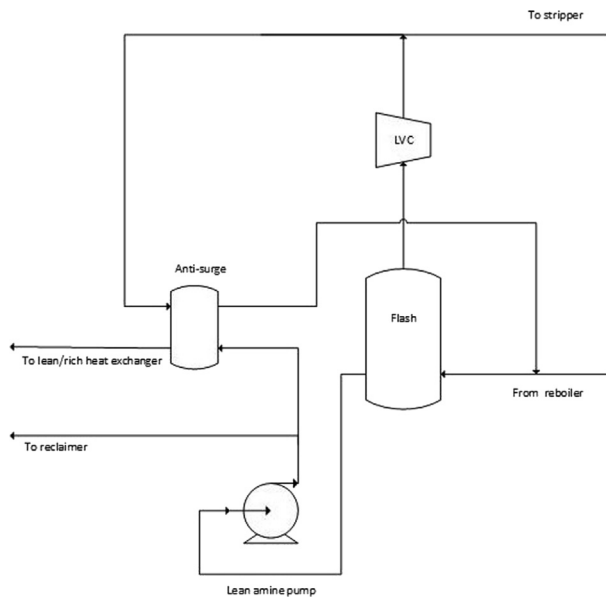 To stripper
LVC
Anti-surge
Flash
To lean/rich heat exchanger
From reboiler
To reclaimer
Lean amine pump